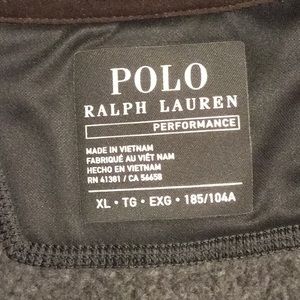 POLO
RALPH LAUREN
PERFORMANCE
MADE IN VIETNAM
FABRIQUÉ AU VIÊT NAM
HECHO EN VIETNAM
RN 41381 / CA 56658
XL • TG • EXG • 185/104A